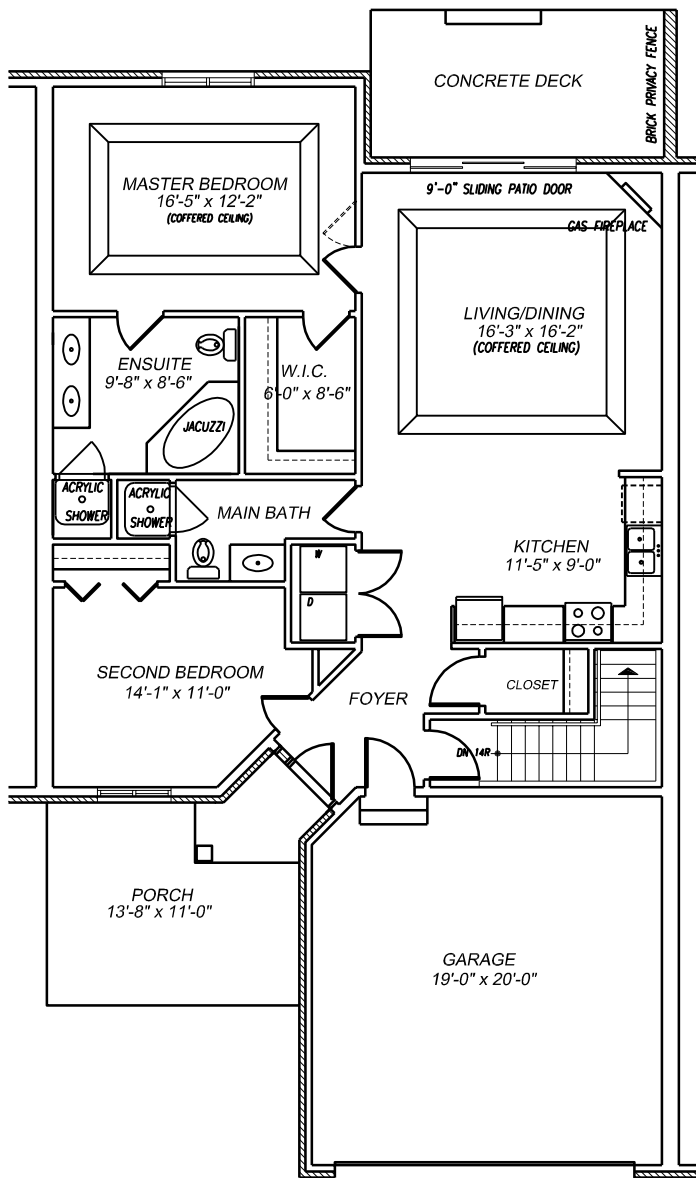 CONCRETE DECK
BRICK PRIVACY FENCE
MASTER BEDROOM
16'-5" x 12'-2"
(COFFERED CEILING)
9'-0" SLIDING PATIO DOOR
GAS FIREPLACE
LIVING/DINING
16'-3" x 16'-2"
(COFFERED CEILING)
ENSUITE
9'-8" x 8'-6"
W.I.C.
6'-0" x 8'-6"
JACUZZI
ACRYLIC
SHOWER
ACRYLIC
SHOWER
MAIN BATH
KITCHEN
11'-5" x 9'-0"
W
D
SECOND BEDROOM
14'-1" x 11'-0"
FOYER
CLOSET
DN 14R
PORCH
13'-8" x 11'-0"
GARAGE
19'-0" x 20'-0"